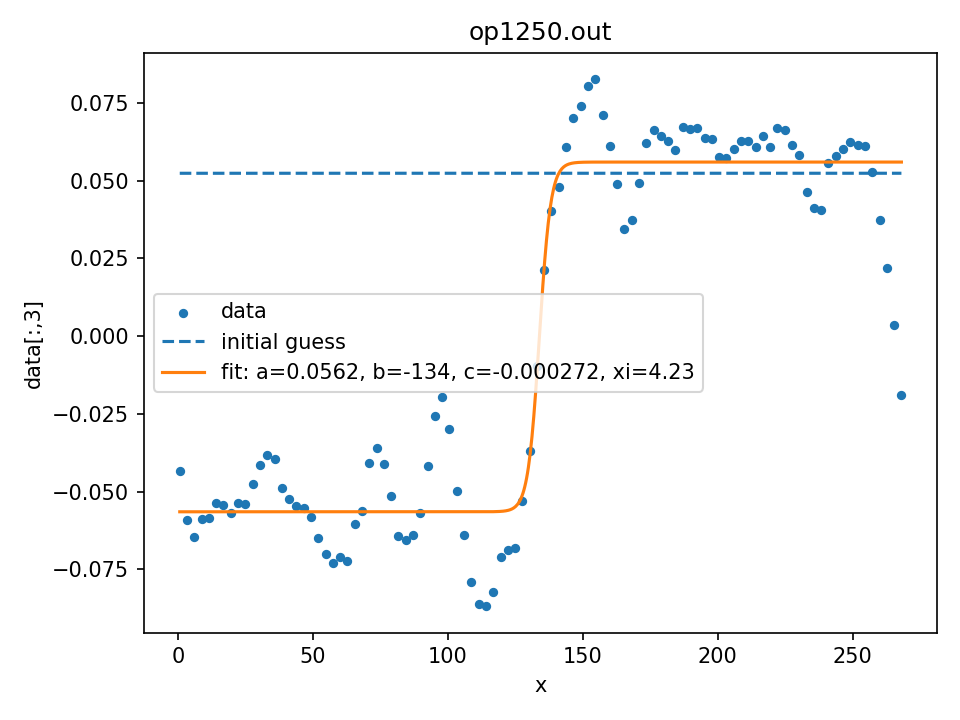 op1250.out
0.075
0.050
0.025
0.000
−0.025
−0.050
−0.075
data[:,3]
data
initial guess
fit: a=0.0562, b=-134, c=-0.000272, xi=4.23
0 50 100 150 200 250
x